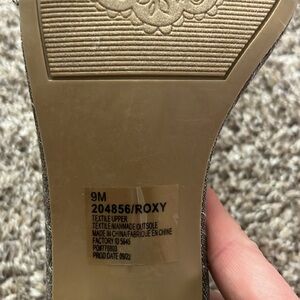 9M
204856/ROXY
TEXTILE UPPER
TEXTILE/MANMADE OUTSOLE
MADE IN CHINA/FABRIQUE EN CHINE
FACTORY ID 5645
PROD DATE 09/22